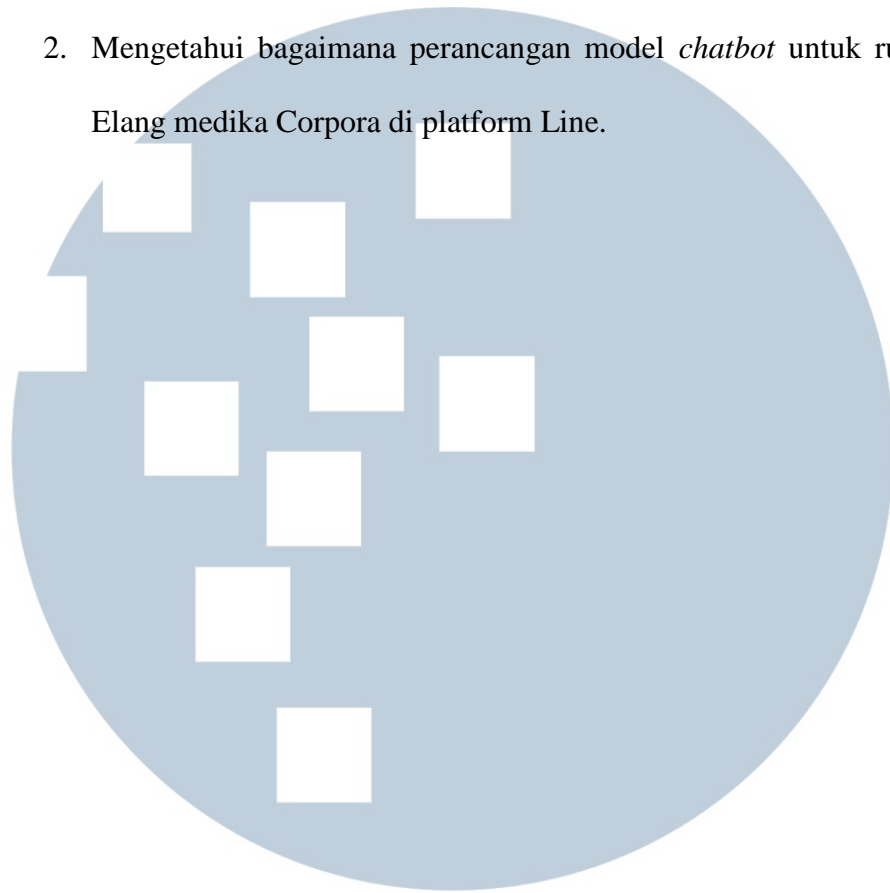 2. Mengetahui bagaimana perancangan model chatbot untuk
Elang medika Corpora di platform Line.